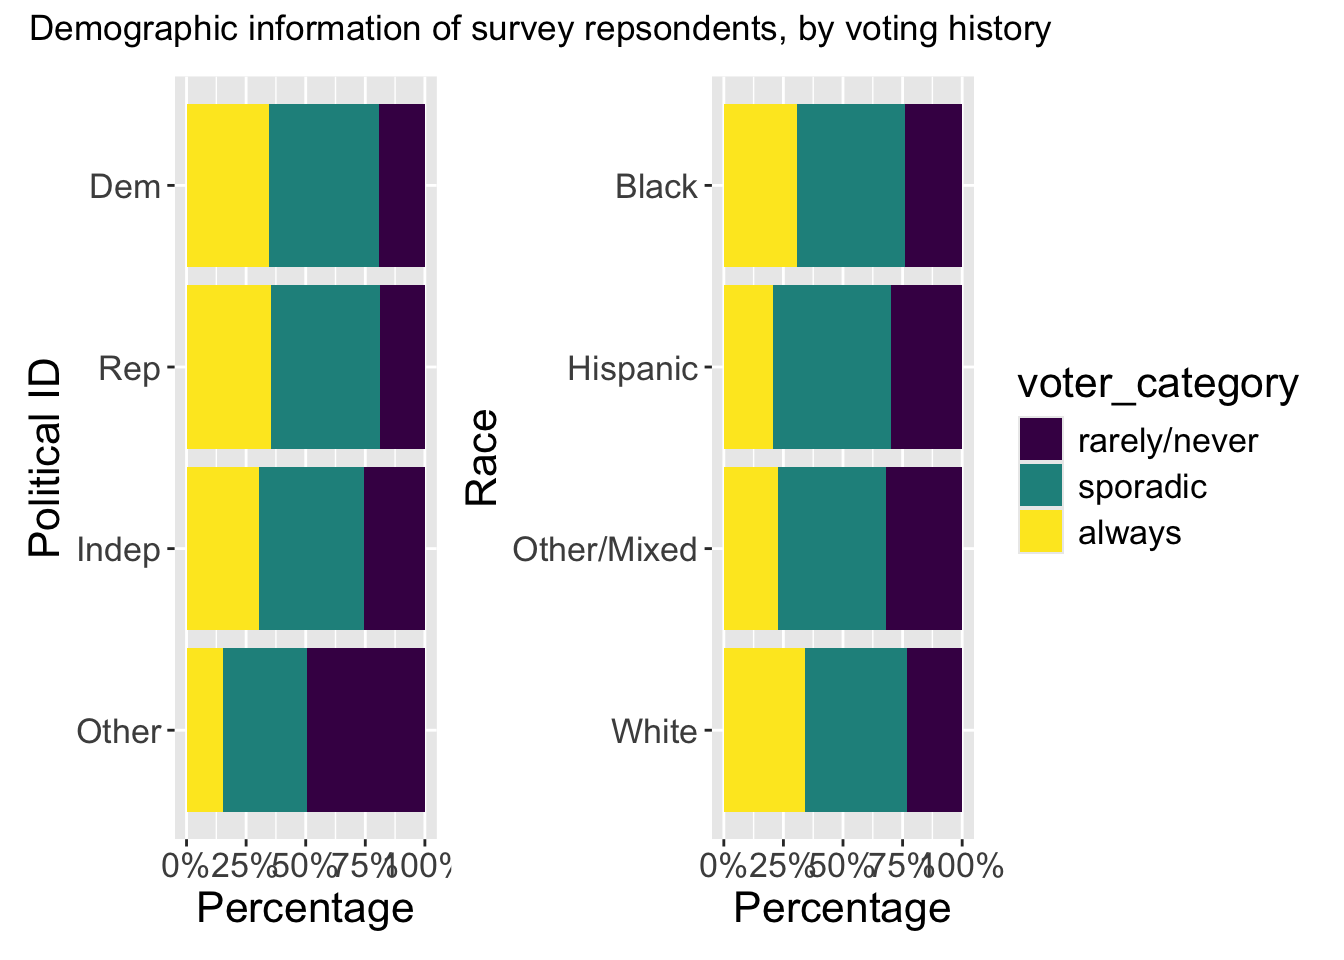 Demographic information of survey repsondents, by voting history
Political ID
Dem
Rep
Indep
Other
0% 25% 50% 75% 100%
Percentage
Race
Black
Hispanic
Other/Mixed
White
0% 25% 50% 75% 100%
Percentage
voter_category
rarely/never
sporadic
always